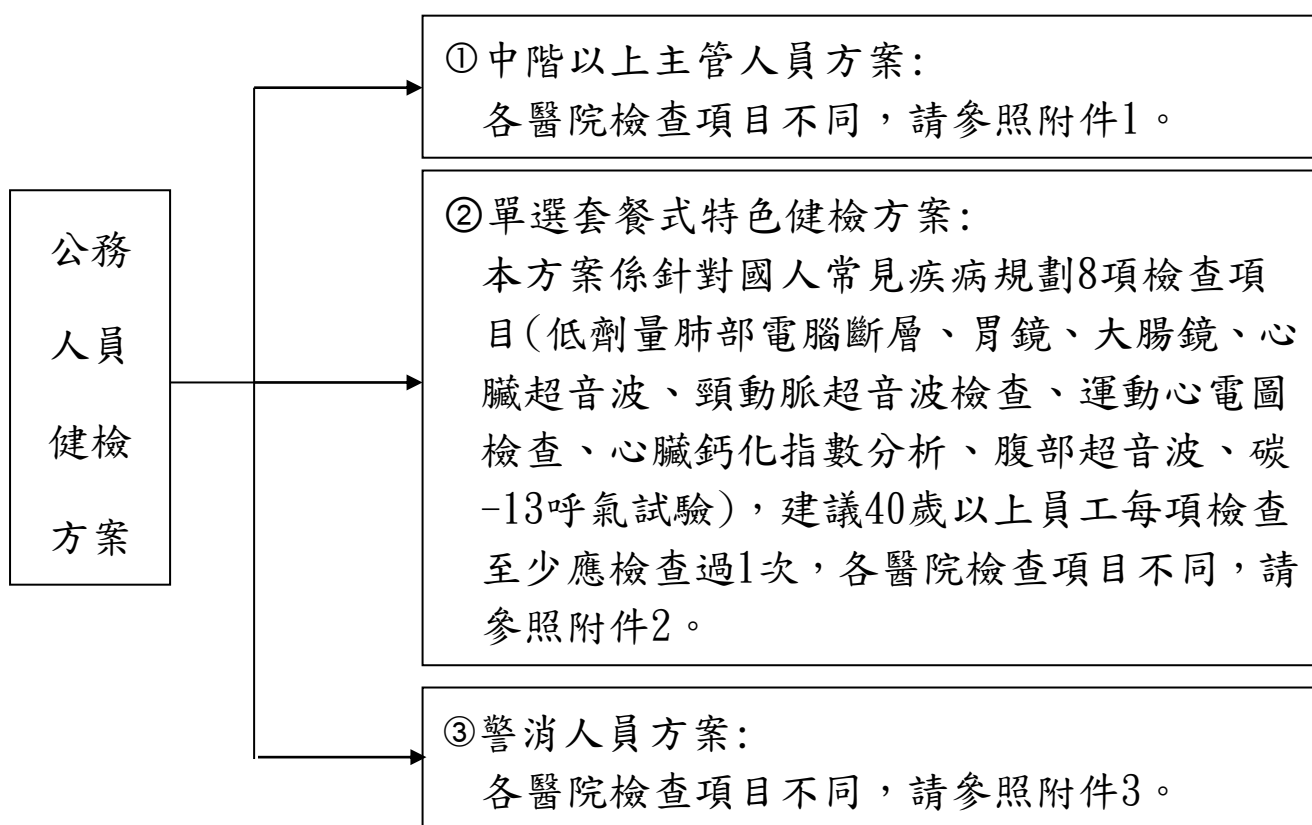 公務
人員
健檢
方案
①中階以上主管人員方案:
各醫院檢查項目不同，請參照附件1。
②單選套餐式特色健檢方案:
本方案係針對國人常見疾病規劃8項檢查項
目(低劑量肺部電腦斷層、胃鏡、大腸鏡、心
臟超音波、頸動脈超音波檢查、運動心電圖
檢查、心臟鈣化指數分析、腹部超音波、碳
-13呼氣試驗)，建議40歲以上員工每項檢查
至少應檢查過1次，各醫院檢查項目不同，請
參照附件2。
③警消人員方案:
各醫院檢查項目不同，請參照附件3。